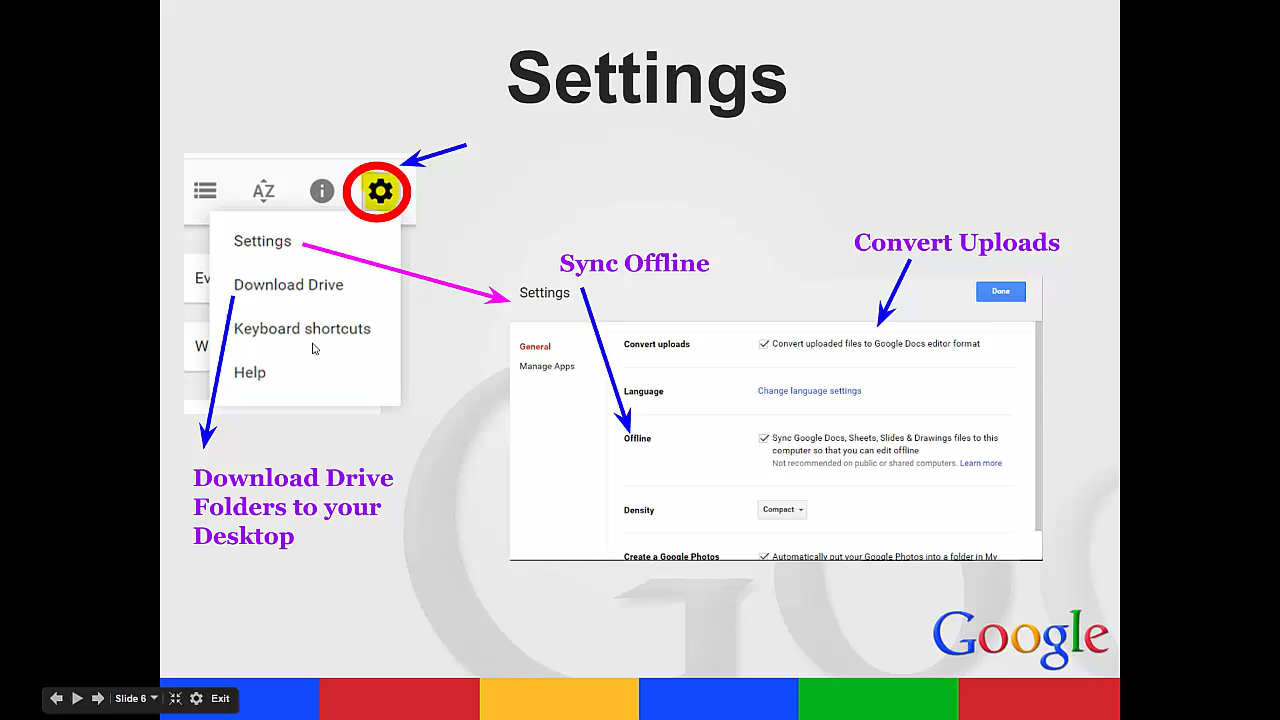 Settings
AZ
Settings
Ev
Download Drive
Keyboard shortcuts
W
Help
Download Drive
Folders to your
Desktop
Sync Offline
Convert Uploads
Settings
Done
General
Manage Apps
Convert uploads
Convert uploaded files to Google Docs editor format
Language
Change language settings
Offline
Sync Google Docs, Sheets, Slides & Drawings files to this
computer so that you can edit offline
Not recommended on public or shared computers. Learn more
Density
Compact
Create a Google Photos
Automatically put your Google Photos into a folder in My
Google
Slide 6
Exit